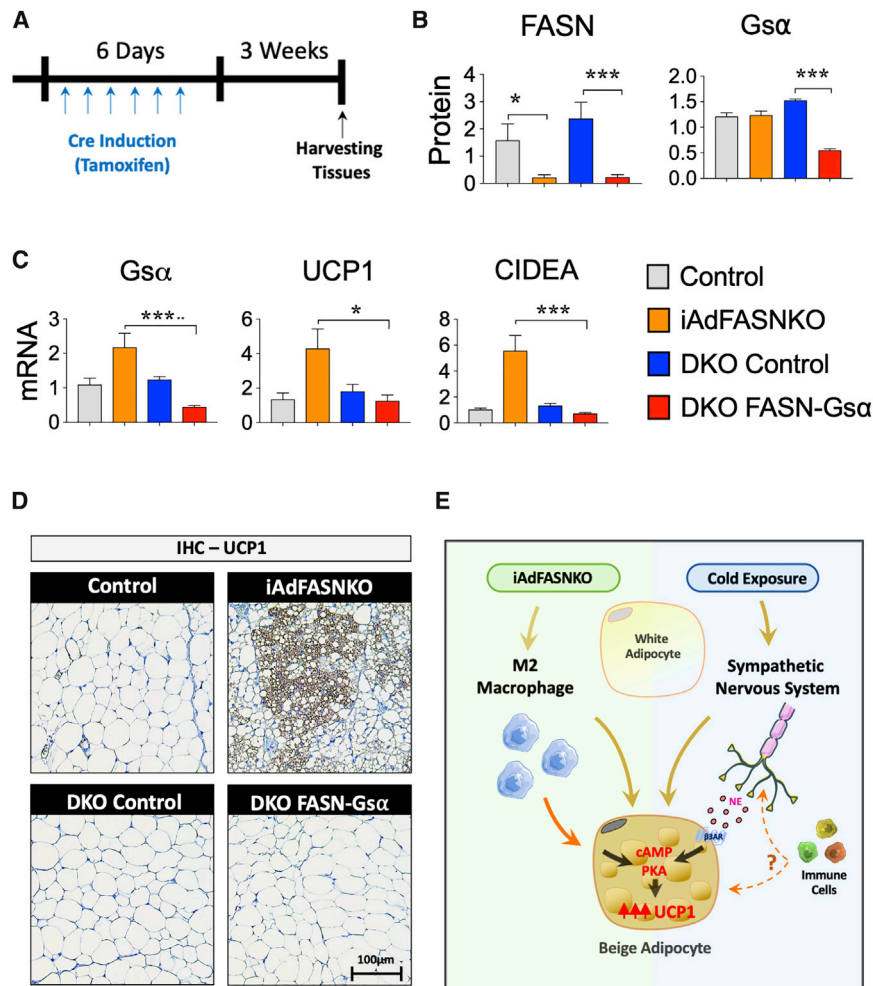 A
6 Days
3 Weeks
Cre Induction
(Tamoxifen)
Harvesting
Tissues
B
FASN
Gsα
Protein
4
3
2
1
0
*
***
2.0
1.5
1.0
0.5
0.0
***
C
Gsα
UCP1
CIDEA
mRNA
3
2
1
0
***..
6
4
2
0
*
8
6
4
2
0
***
Control
iAdFASNKO
DKO Control
DKO FASN-Gsα
D
IHC – UCP1
Control
iAdFASNKO
DKO Control
DKO FASN-Gsα
100μm
E
iAdFASNKO
Cold Exposure
White
Adipocyte
M2
Macrophage
Sympathetic
Nervous System
NE
β3AR
cAMP
PKA
UCP1
?
Immune
Cells
Beige Adipocyte